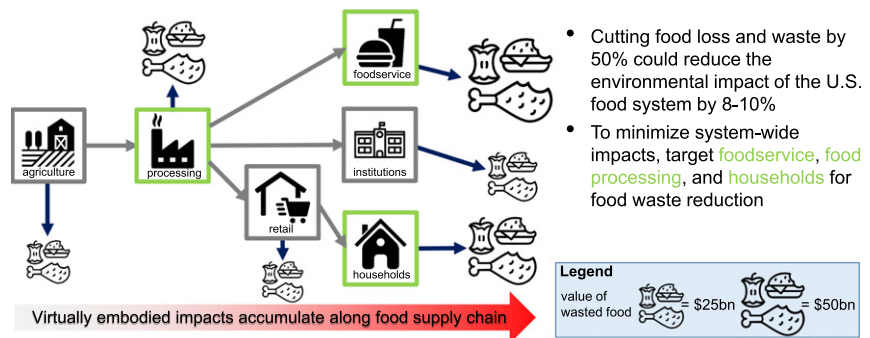 foodservice
agriculture
processing
institutions
retail
households
Virtually embodied impacts accumulate along food supply chain
• Cutting food loss and waste by
50% could reduce the
environmental impact of the U.S.
food system by 8-10%
• To minimize system-wide
impacts, target foodservice, food
processing, and households for
food waste reduction
Legend
value of
wasted food
= $25bn
= $50bn